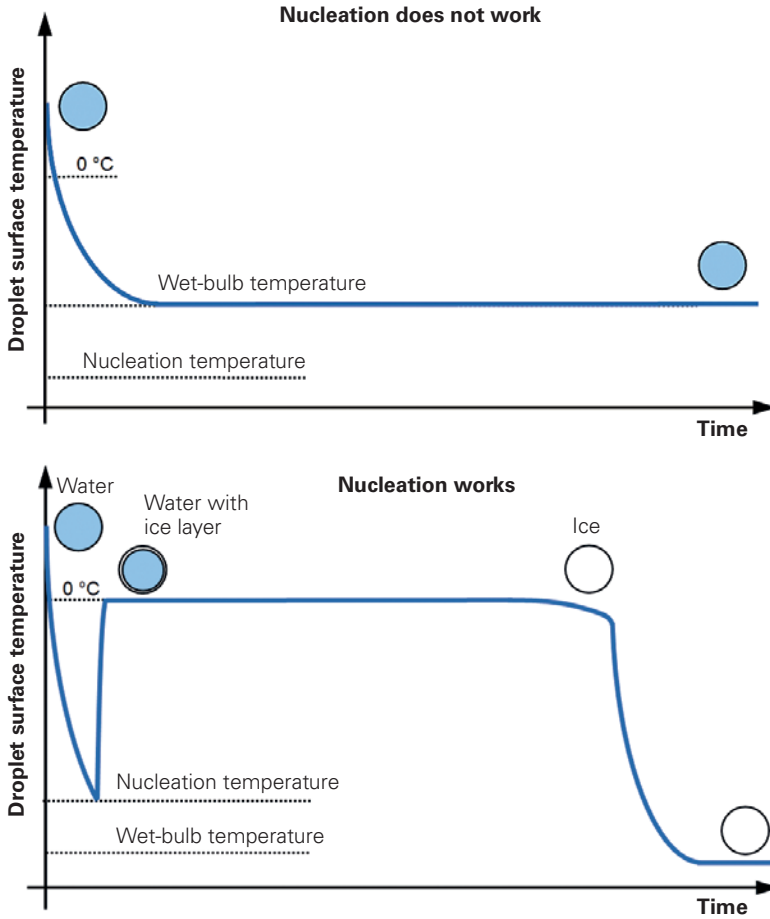 Nucleation does not work
Droplet surface temperature
0 °C
Wet-bulb temperature
Nucleation temperature
Time
Nucleation works
Droplet surface temperature
Water
Water with
ice layer
Ice
0 °C
Nucleation temperature
Wet-bulb temperature
Time